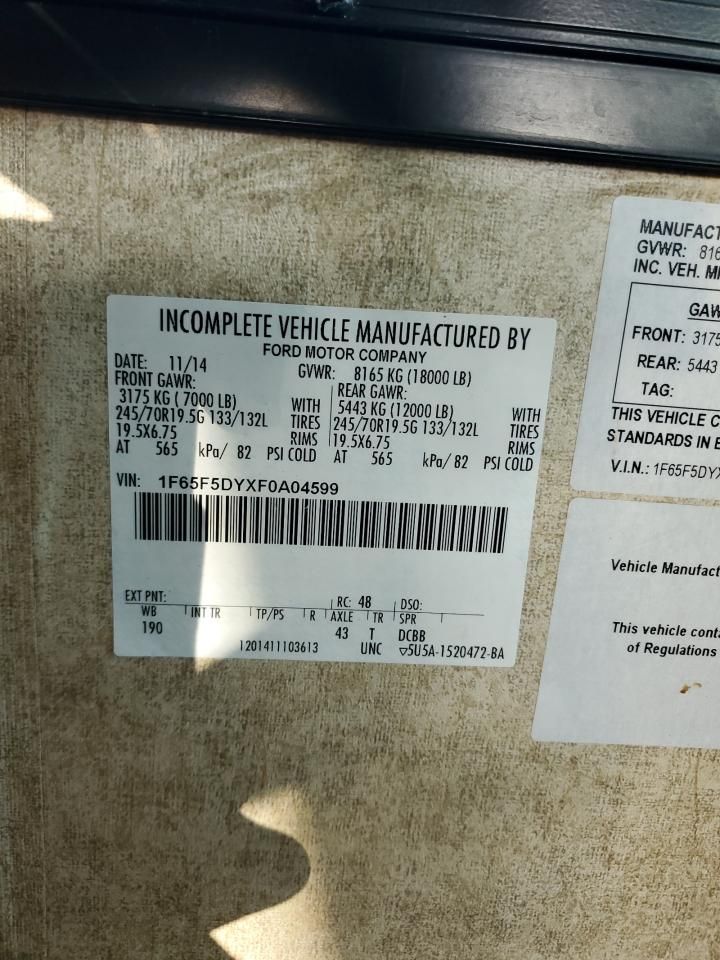 INCOMPLETE VEHICLE MANUFACTURED BY
FORD MOTOR COMPANY
DATE: 11/14 GVWR: 8165 KG (18000 LB)
FRONT GAWR: REAR GAWR:
3175 KG ( 7000 LB) WITH 5443 KG (12000 LB) WITH
245/70R19.5G 133/132L TIRES 245/70R19.5G 133/132L TIRES
19.5X6.75 RIMS 19.5X6.75 RIMS
AT 565 kPa/ 82 PSI COLD AT 565 kPa/ 82 PSI COLD
VIN: 1F65F5DYXF0A04599
EXT PNT: RC: 48 DSO:
WB INT TR TP/PS R AXLE TR SPR
190 43 T DCBB
1201411103613 UNC ▽5U5A-1520472-BA
MANUFACT
GVWR: 816
INC. VEH. M
GAW
FRONT: 3175
REAR: 5443
TAG:
THIS VEHICLE C
STANDARDS IN E
V.I.N.: 1F65F5DYX
Vehicle Manufact
This vehicle conta
of Regulations